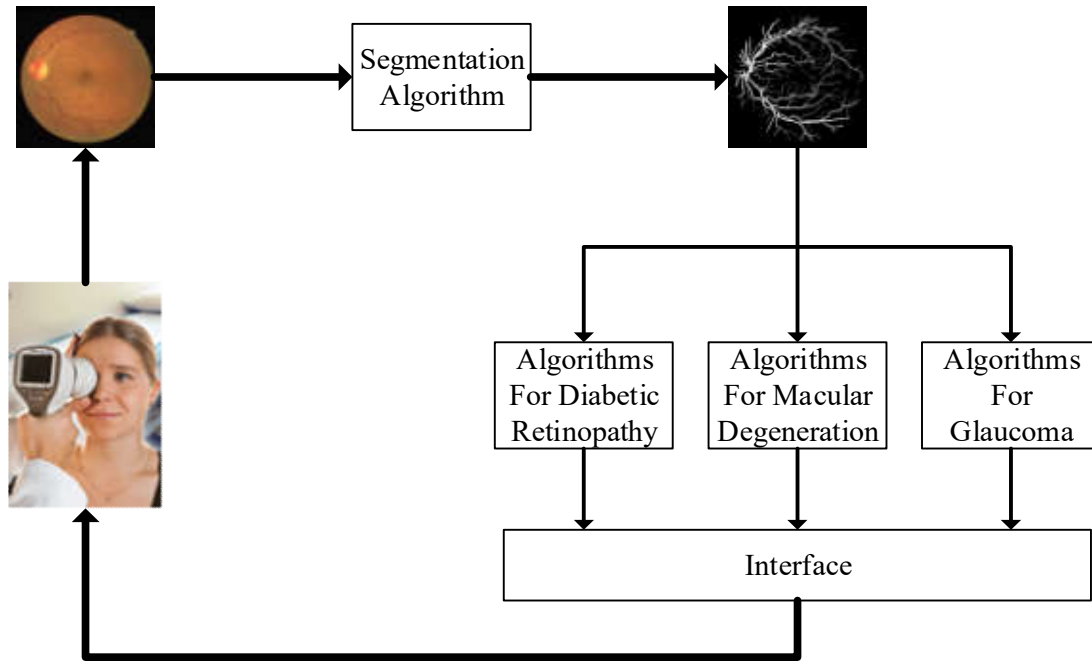 Segmentation
Algorithm
Algorithms
For Diabetic
Retinopathy
Algorithms
For Macular
Degeneration
Algorithms
For
Glaucoma
Interface